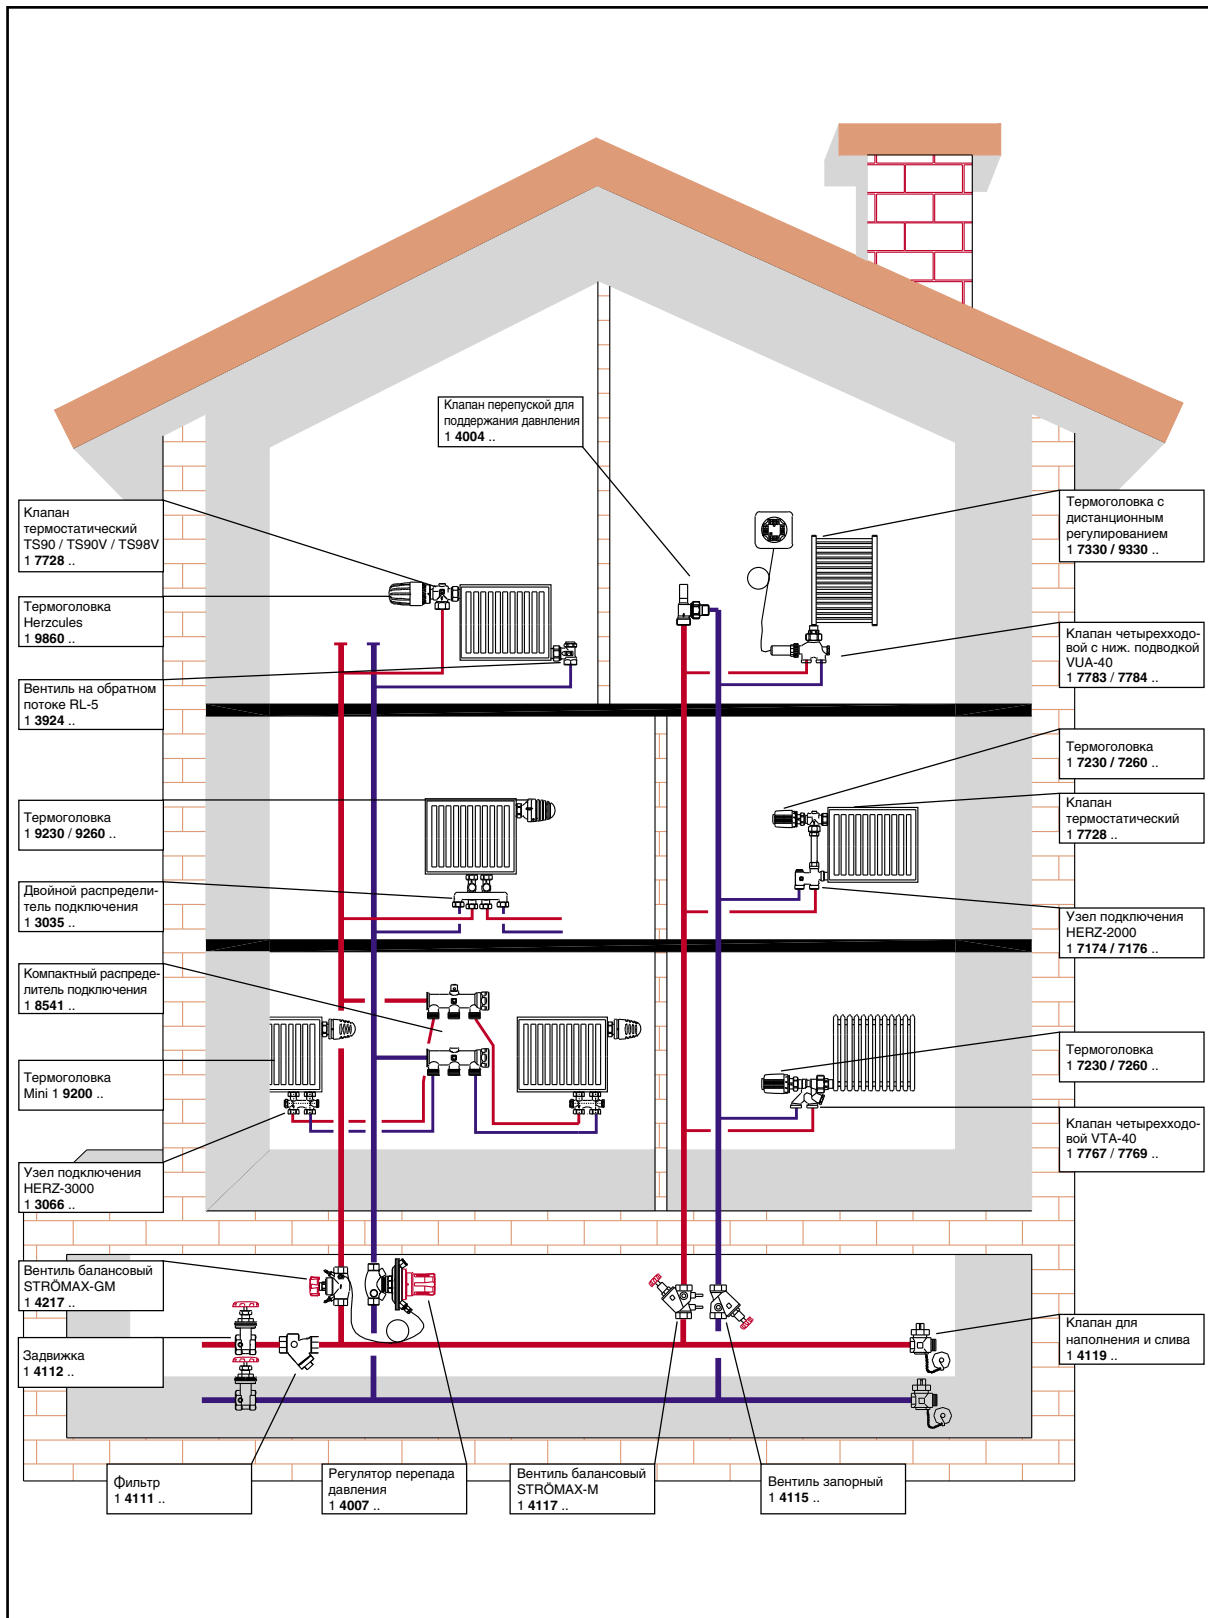 Клапан перепуской для
поддержания давнления
1 4004 ..
Клапан
термостатический
TS90 / TS90V / TS98V
1 7728 ..
Термоголовка
Herzcules
1 9860 ..
Вентиль на обратном
потоке RL-5
1 3924 ..
Термоголовка
1 9230 / 9260 ..
Двойной распредели-
тель подключения
1 3035 ..
Компактный распреде-
литель подключения
1 8541 ..
Термоголовка
Mini 1 9200 ..
Узел подключения
HERZ-3000
1 3066 ..
Вентиль балансовый
STRÖMAX-GM
1 4217 ..
Задвижка
1 4112 ..
Термоголовка с
дистанционным
регулированием
1 7330 / 9330 ..
Клапан четырехходо-
вой с ниж. подводкой
VUA-40
1 7783 / 7784 ..
Термоголовка
1 7230 / 7260 ..
Клапан
термостатический
1 7728 ..
Узел подключения
HERZ-2000
1 7174 / 7176 ..
Термоголовка
1 7230 / 7260 ..
Клапан четырехходо-
вой VTA-40
1 7767 / 7769 ..
Клапан для
наполнения и слива
1 4119 ..
Фильтр
1 4111 ..
Регулятор перепада
давления
1 4007 ..
Вентиль балансовый
STRÖMAX-M
1 4117 ..
Вентиль запорный
1 4115 ..